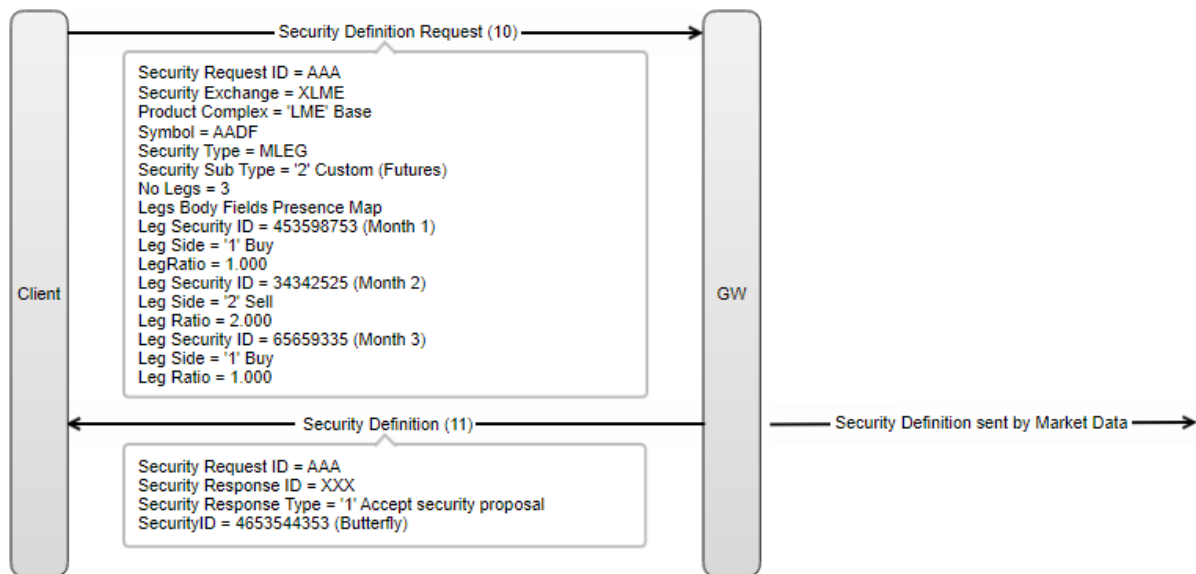 Security Definition Request (10)
Security Request ID = AAA
Security Exchange = XLME
Product Complex = 'LME' Base
Symbol = AADF
Security Type = MLEG
Security Sub Type = '2' Custom (Futures)
No Legs = 3
Legs Body Fields Presence Map
Leg Security ID = 453598753 (Month 1)
Leg Side = '1' Buy
LegRatio = 1.000
Leg Security ID = 34342525 (Month 2)
Leg Side = '2' Sell
Leg Ratio = 2.000
Leg Security ID = 65659335 (Month 3)
Leg Side = '1' Buy
Leg Ratio = 1.000
Client
GW
Security Definition (11)
Security Definition sent by Market Data
Security Request ID = AAA
Security Response ID = XXX
Security Response Type = '1' Accept security proposal
SecurityID = 4653544353 (Butterfly)